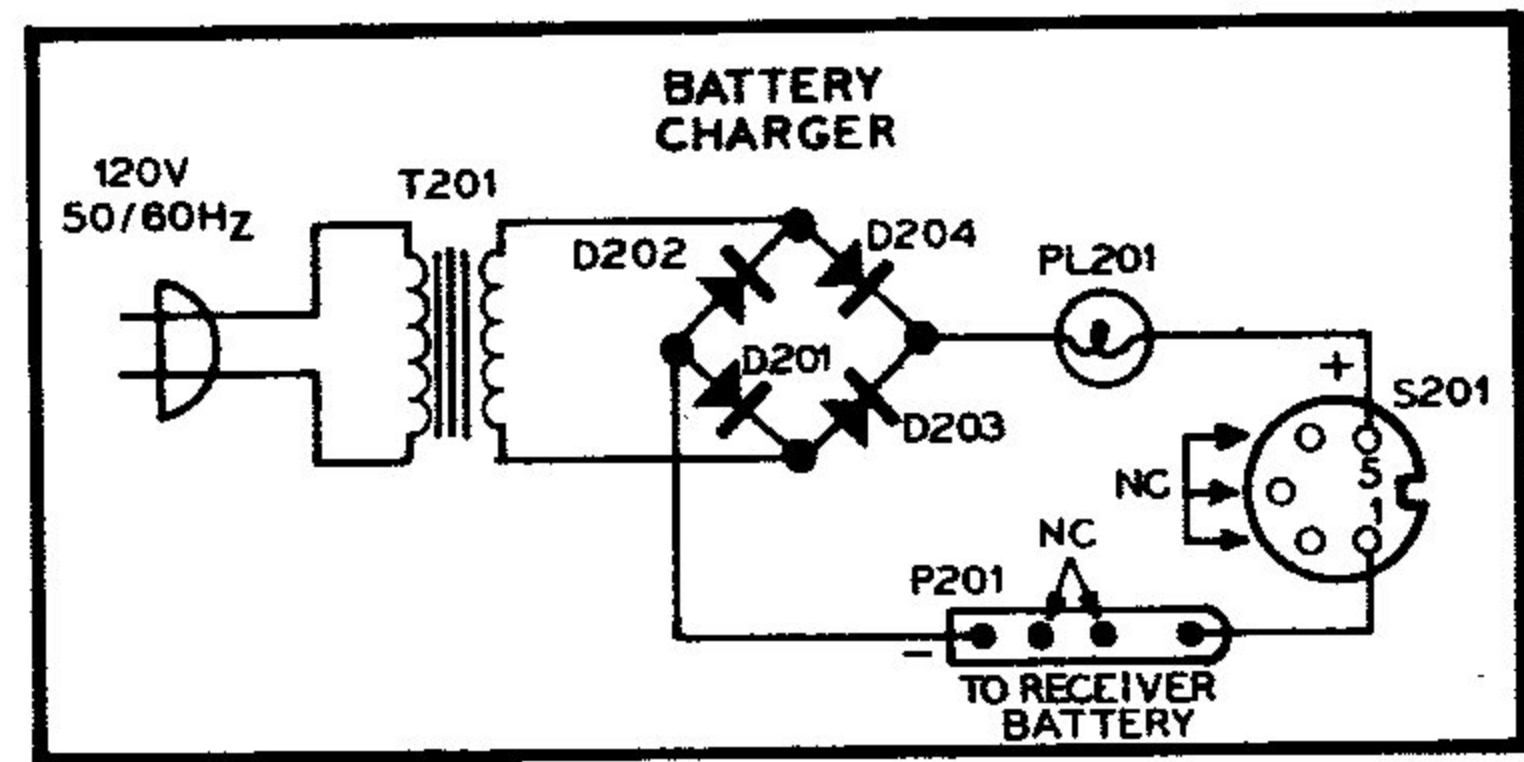 BATTERY
CHARGER
120V
50/60Hz
T201
D202
D204
PL201
D201
D203
+
S201
5
1
NC
NC
P201
−
TO RECEIVER
BATTERY